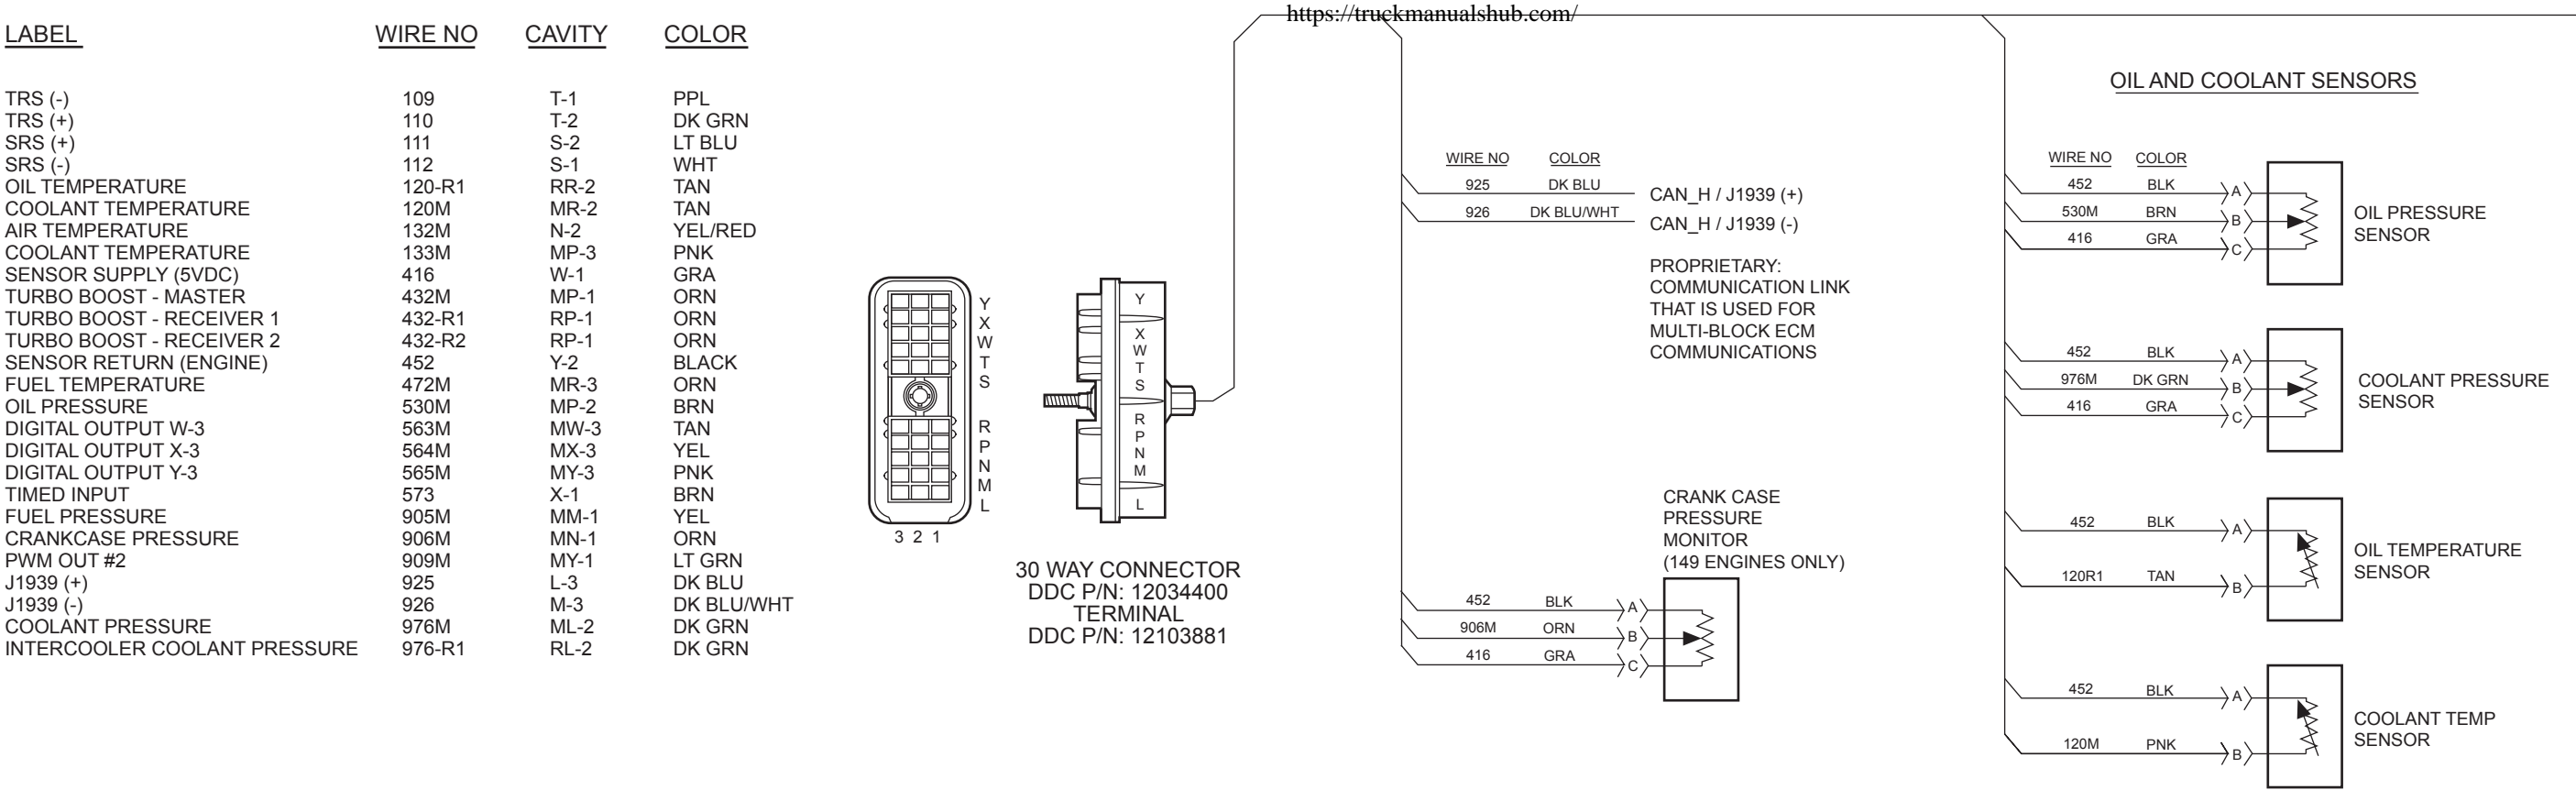 https://truckmanualshub.com/
LABEL WIRE NO CAVITY COLOR
TRS (-) 109 T-1 PPL
TRS (+) 110 T-2 DK GRN
SRS (+) 111 S-2 LT BLU
SRS (-) 112 S-1 WHT
OIL TEMPERATURE 120-R1 RR-2 TAN
COOLANT TEMPERATURE 120M MR-2 TAN
AIR TEMPERATURE 132M N-2 YEL/RED
COOLANT TEMPERATURE 133M MP-3 PNK
SENSOR SUPPLY (5VDC) 416 W-1 GRA
TURBO BOOST - MASTER 432M MP-1 ORN
TURBO BOOST - RECEIVER 1 432-R1 RP-1 ORN
TURBO BOOST - RECEIVER 2 432-R2 RP-1 ORN
SENSOR RETURN (ENGINE) 452 Y-2 BLACK
FUEL TEMPERATURE 472M MR-3 ORN
OIL PRESSURE 530M MP-2 BRN
DIGITAL OUTPUT W-3 563M MW-3 TAN
DIGITAL OUTPUT X-3 564M MX-3 YEL
DIGITAL OUTPUT Y-3 565M MY-3 PNK
TIMED INPUT 573 X-1 BRN
FUEL PRESSURE 905M MM-1 YEL
CRANKCASE PRESSURE 906M MN-1 ORN
PWM OUT #2 909M MY-1 LT GRN
J1939 (+) 925 L-3 DK BLU
J1939 (-) 926 M-3 DK BLU/WHT
COOLANT PRESSURE 976M ML-2 DK GRN
INTERCOOLER COOLANT PRESSURE 976-R1 RL-2 DK GRN
Y
X
W
T
S
R
P
N
M
L
3 2 1
Y
X
W
T
S
R
P
N
M
L
30 WAY CONNECTOR
DDC P/N: 12034400
TERMINAL
DDC P/N: 12103881
WIRE NO COLOR
925 DK BLU CAN_H / J1939 (+)
926 DK BLU/WHT CAN_H / J1939 (-)
PROPRIETARY:
COMMUNICATION LINK
THAT IS USED FOR
MULTI-BLOCK ECM
COMMUNICATIONS
CRANK CASE
PRESSURE
MONITOR
(149 ENGINES ONLY)
452 BLK A
906M ORN B
416 GRA C
OIL AND COOLANT SENSORS
WIRE NO COLOR
452 BLK A
530M BRN B
416 GRA C
OIL PRESSURE
SENSOR
452 BLK A
976M DK GRN B
416 GRA C
COOLANT PRESSURE
SENSOR
452 BLK A
120R1 TAN B
OIL TEMPERATURE
SENSOR
452 BLK A
120M PNK B
COOLANT TEMP
SENSOR